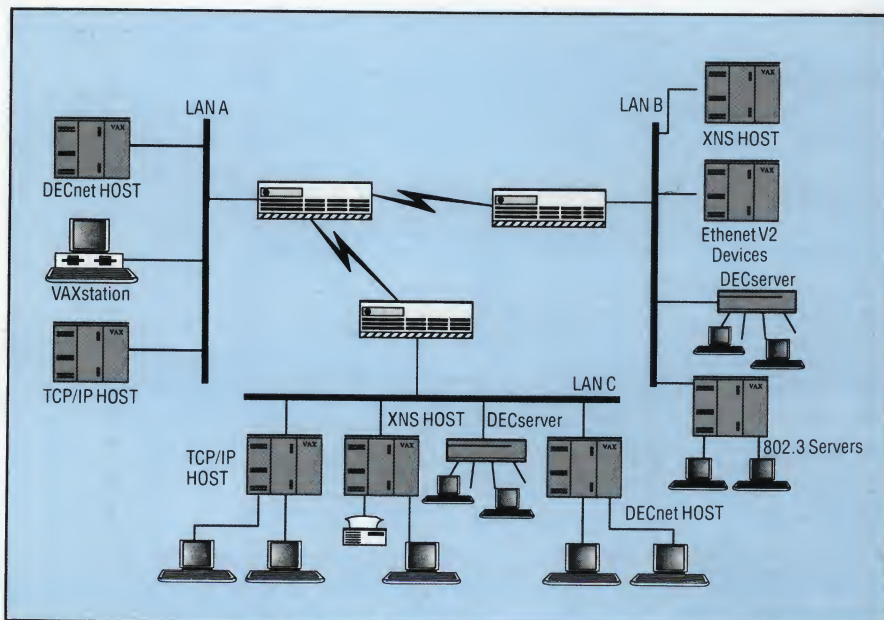 LAN A
VAX
DECnet HOST
VAXstation
VAX
TCP/IP HOST
LAN B
VAX
XNS HOST
VAX
Ethenet V2
Devices
DECserver
VAX
802.3 Servers
LAN C
TCP/IP
HOST
VAX
XNS HOST
VAX
DECserver
VAX
DECnet HOST